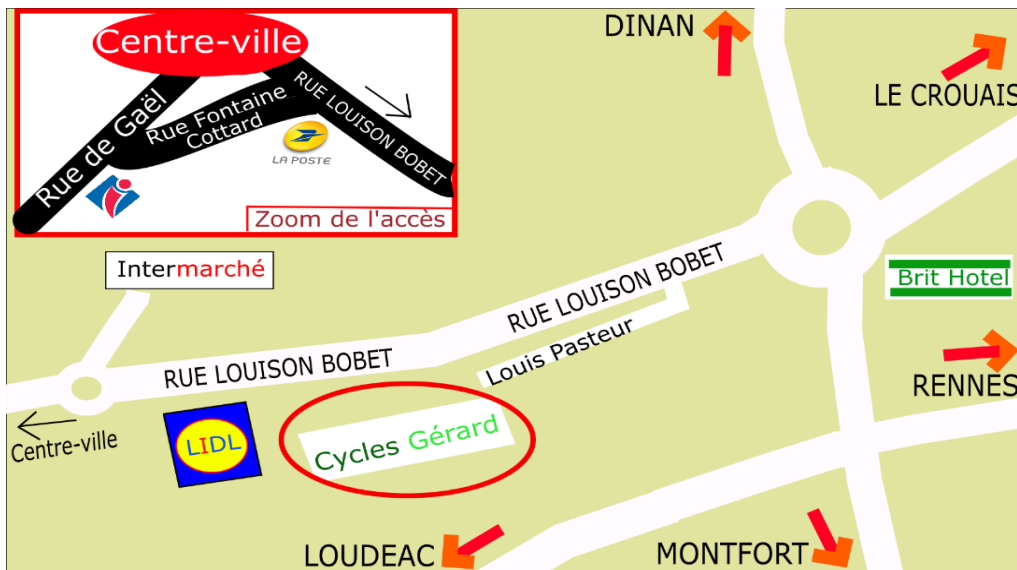 Centre-ville
Rue de Gaël
Rue Fontaine
Cottard
RUE LOUISON BOBET
LA POSTE
Zoom de l'accès
DINAN
LE CROUAIS
Intermarché
Brit Hotel
RUE LOUISON BOBET
RUE LOUISON BOBET
Louis Pasteur
RENNES
Centre-ville
LIDL
Cycles Gérard
LOUDEAC
MONTFORT